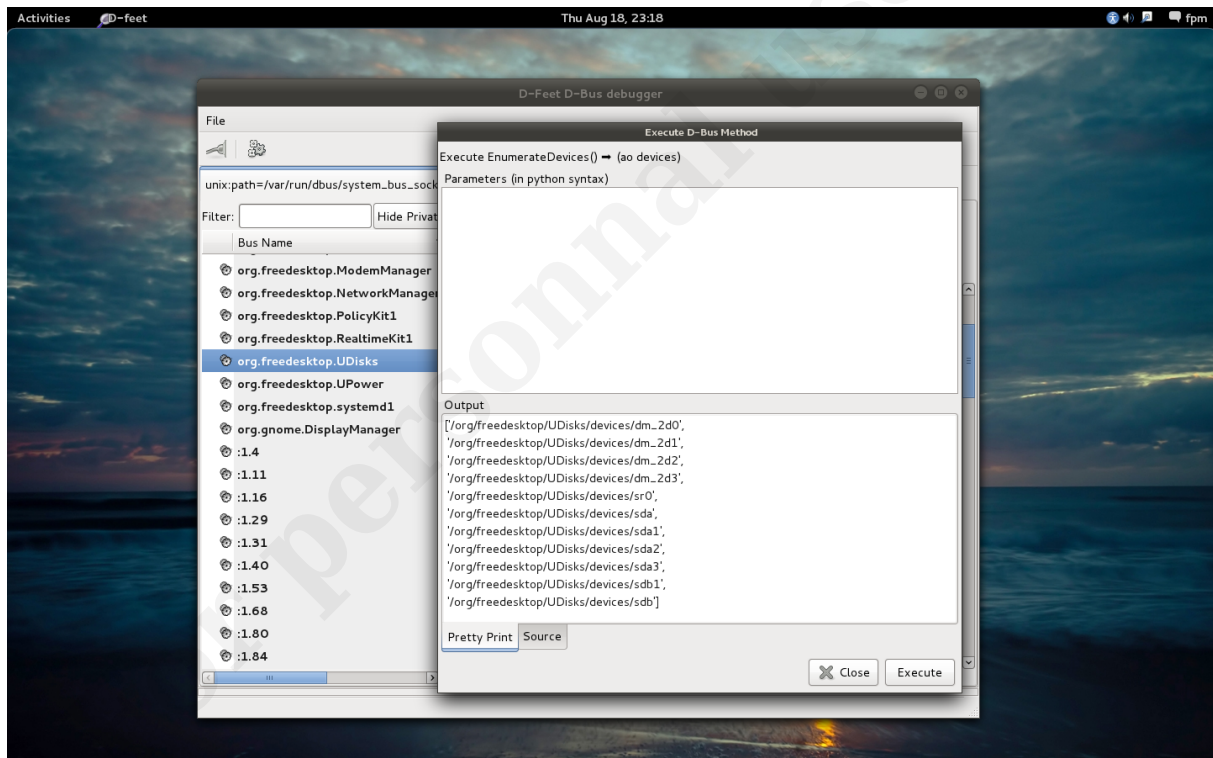 Activities
D-feet
Thu Aug 18, 23:18
fpm
D-Feet D-Bus debugger
File
unix:path=/var/run/dbus/system_bus_sock
Filter:
Hide Privat
Bus Name
org.freedesktop.ModemManager
org.freedesktop.NetworkManager
org.freedesktop.PolicyKit1
org.freedesktop.RealtimeKit1
org.freedesktop.UDisks
org.freedesktop.UPower
org.freedesktop.systemd1
org.gnome.DisplayManager
:1.4
:1.11
:1.16
:1.29
:1.31
:1.40
:1.53
:1.68
:1.80
:1.84
Execute D-Bus Method
Execute EnumerateDevices() ➡ (ao devices)
Parameters (in python syntax)
Output
['/org/freedesktop/UDisks/devices/dm_2d0',
'/org/freedesktop/UDisks/devices/dm_2d1',
'/org/freedesktop/UDisks/devices/dm_2d2',
'/org/freedesktop/UDisks/devices/dm_2d3',
'/org/freedesktop/UDisks/devices/sr0',
'/org/freedesktop/UDisks/devices/sda',
'/org/freedesktop/UDisks/devices/sda1',
'/org/freedesktop/UDisks/devices/sda2',
'/org/freedesktop/UDisks/devices/sda3',
'/org/freedesktop/UDisks/devices/sdb1',
'/org/freedesktop/UDisks/devices/sdb']
Pretty Print
Source
Close
Execute
personnal